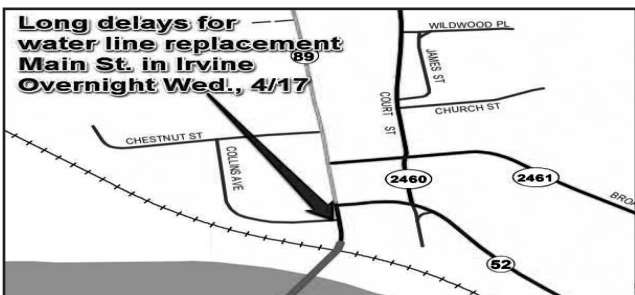 Long delays for
water line replacement
Main St. in Irvine
Overnight Wed., 4/17
89
WILDWOOD PL
JAMES ST
COURT ST
CHURCH ST
CHESTNUT ST
COLLINS AVE
2460
2461
52